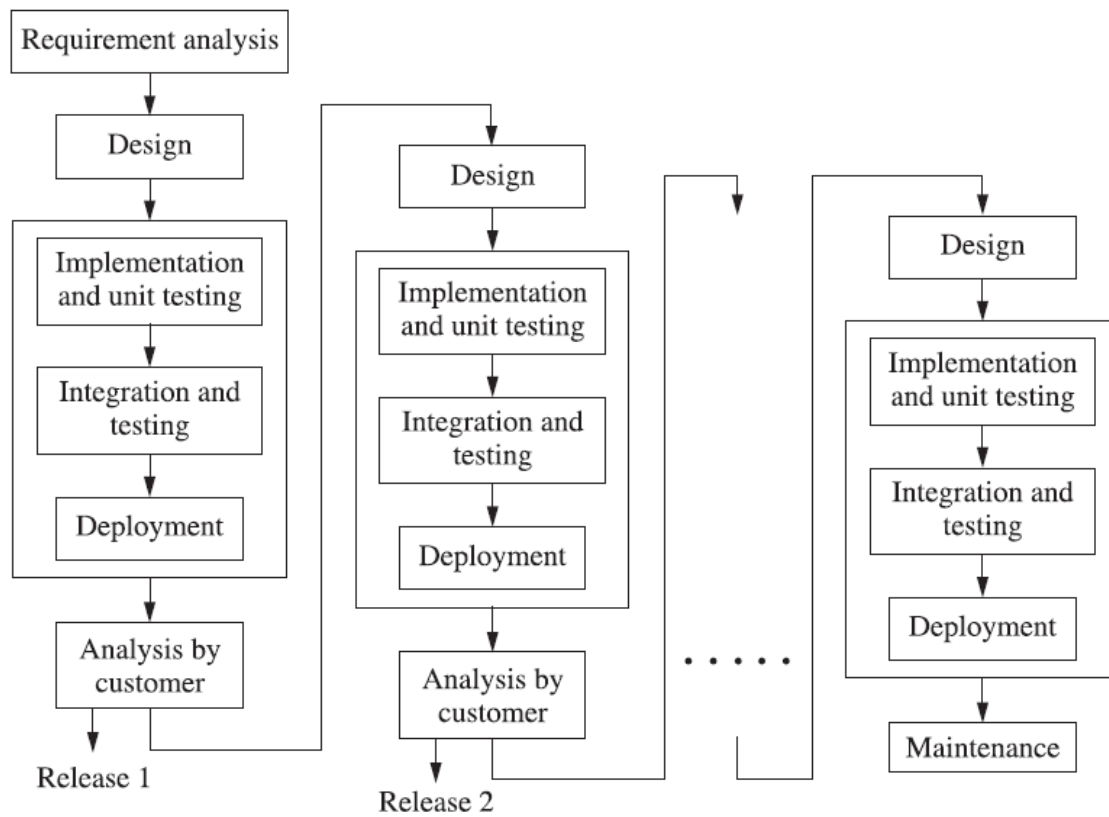 Requirement analysis
Design
Implementation
and unit testing
Integration and
testing
Deployment
Analysis by
customer
Release 1
Design
Implementation
and unit testing
Integration and
testing
Deployment
Analysis by
customer
Release 2
Design
Implementation
and unit testing
Integration and
testing
Deployment
Maintenance